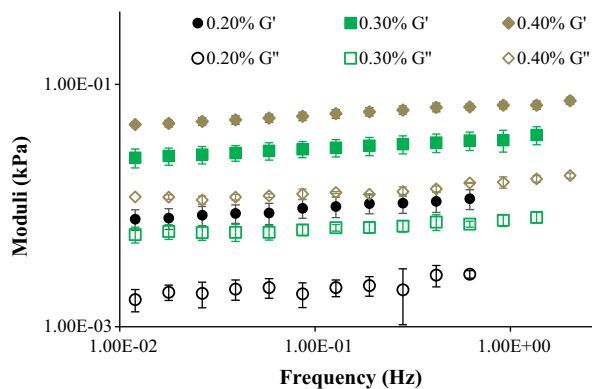 0.20% G' 0.30% G' 0.40% G'
0.20% G" 0.30% G" 0.40% G"
1.00E-01
1.00E-03
Moduli (kPa)
1.00E-02 1.00E-01 1.00E+00
Frequency (Hz)